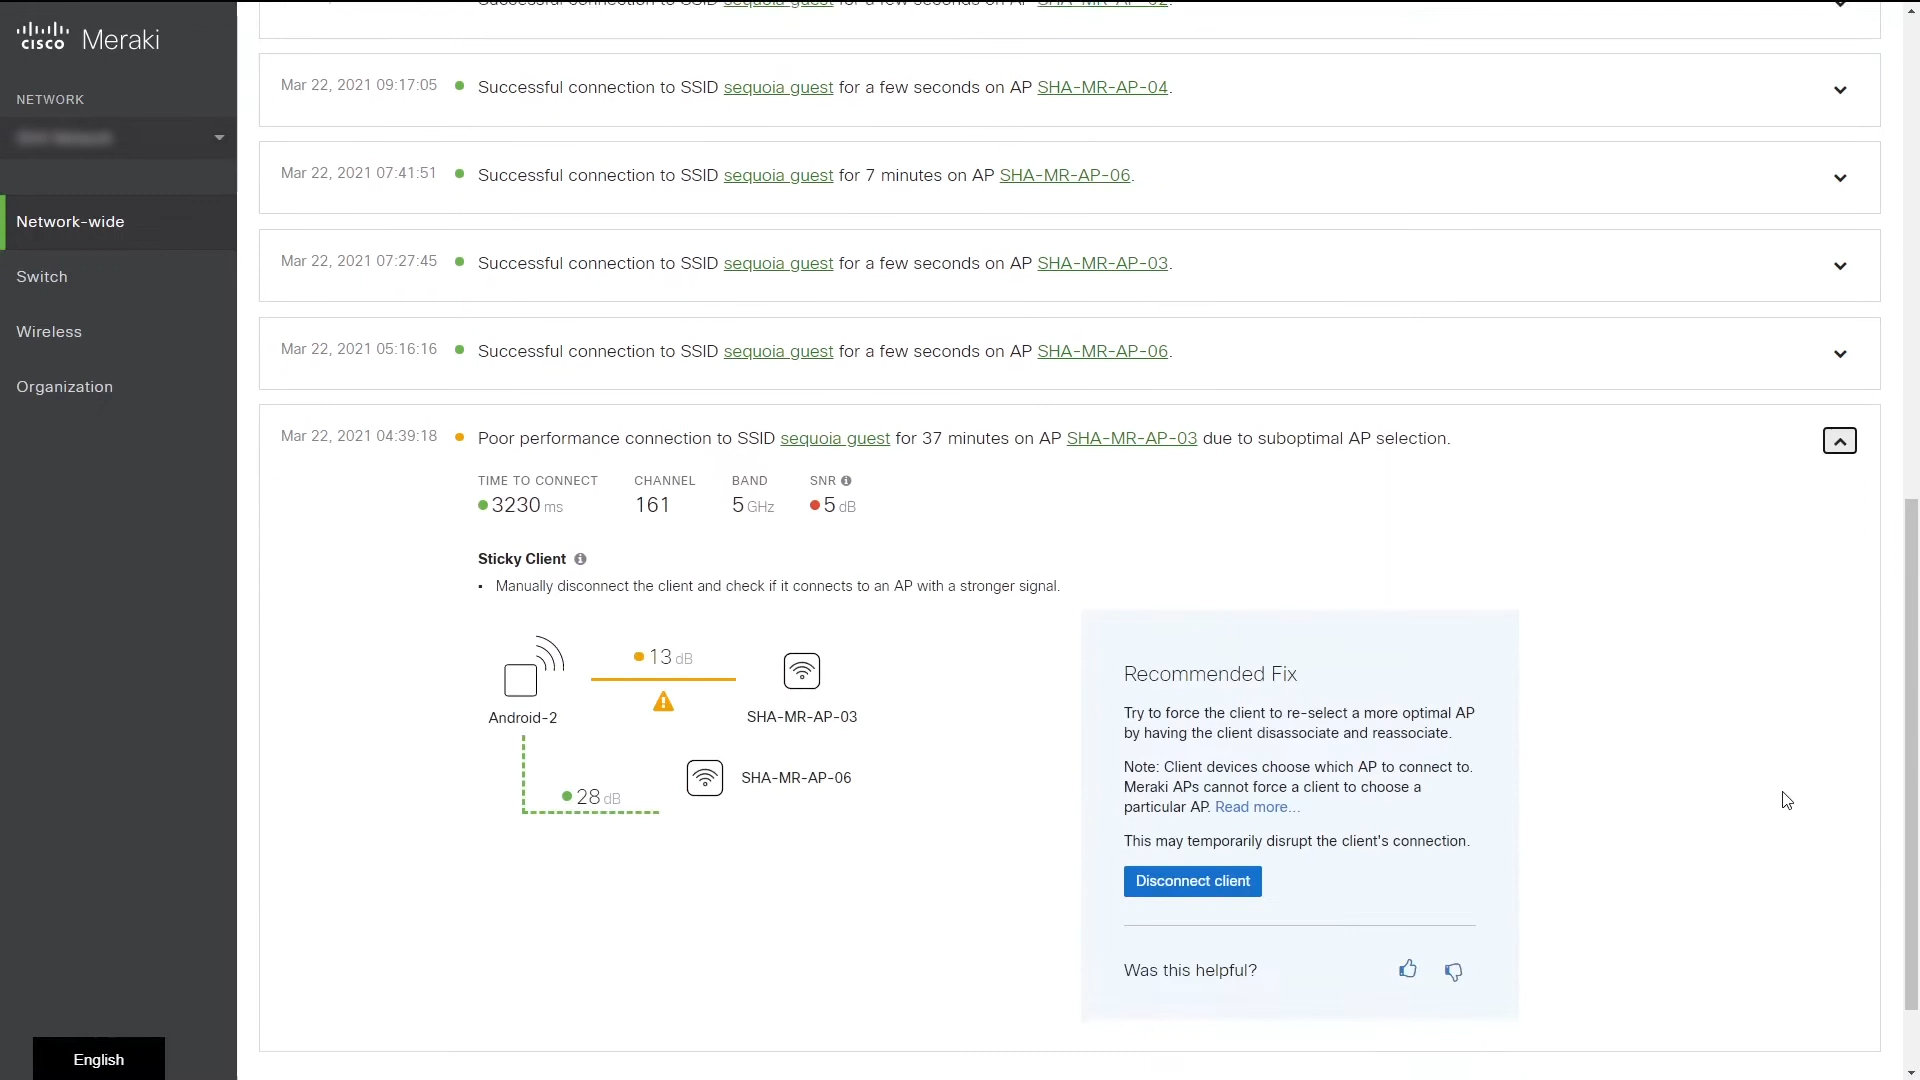 Successful connection to SSID sequoia guest for a few seconds on AP SHA-MR-AP-02.
cisco Meraki
NETWORK
Network-wide
Switch
Wireless
Organization
English
Mar 22, 2021 09:17:05 Successful connection to SSID sequoia guest for a few seconds on AP SHA-MR-AP-04.
Mar 22, 2021 07:41:51 Successful connection to SSID sequoia guest for 7 minutes on AP SHA-MR-AP-06.
Mar 22, 2021 07:27:45 Successful connection to SSID sequoia guest for a few seconds on AP SHA-MR-AP-03.
Mar 22, 2021 05:16:16 Successful connection to SSID sequoia guest for a few seconds on AP SHA-MR-AP-06.
Mar 22, 2021 04:39:18 Poor performance connection to SSID sequoia guest for 37 minutes on AP SHA-MR-AP-03 due to suboptimal AP selection.
TIME TO CONNECT CHANNEL BAND SNR
3230 ms 161 5 GHz 5 dB
Sticky Client
▪ Manually disconnect the client and check if it connects to an AP with a stronger signal.
13 dB
Android-2 SHA-MR-AP-03
SHA-MR-AP-06
28 dB
Recommended Fix
Try to force the client to re-select a more optimal AP
by having the client disassociate and reassociate.
Note: Client devices choose which AP to connect to.
Meraki APs cannot force a client to choose a
particular AP. Read more...
This may temporarily disrupt the client's connection.
Disconnect client
Was this helpful?